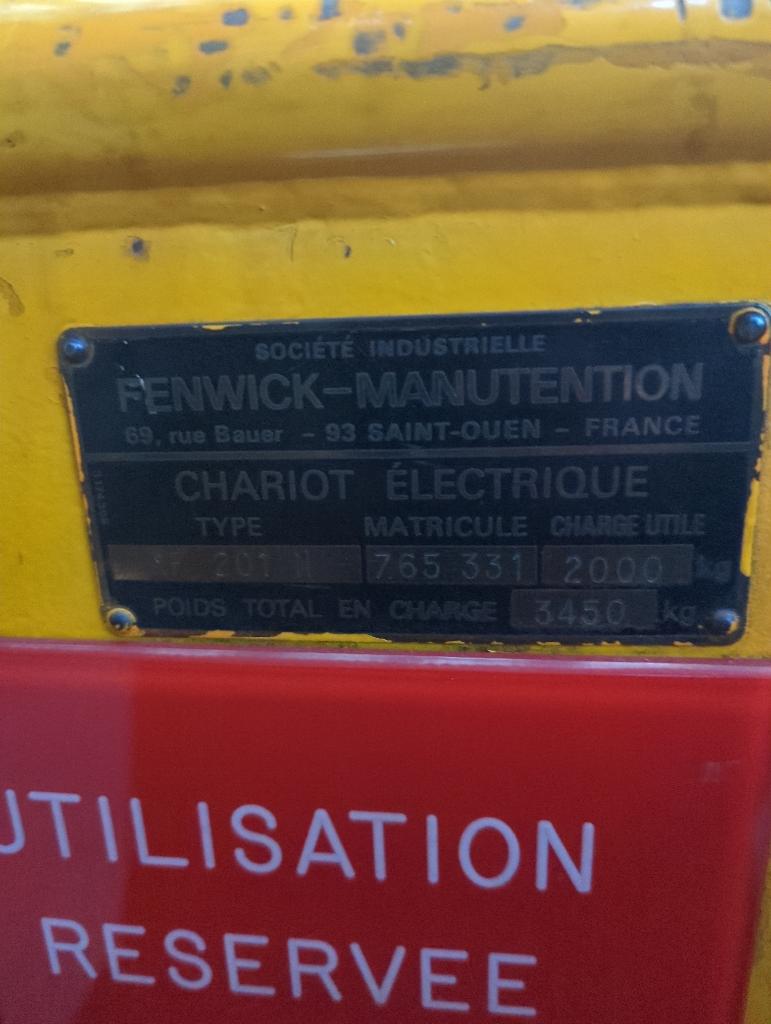 SOCIÉTÉ INDUSTRIELLE
FENWICK-MANUTENTION
69, rue Bauer - 93 SAINT-OUEN - FRANCE
CHARIOT ÉLECTRIQUE
TYPE MATRICULE CHARGE UTILE
201 765 331 2000 kg
POIDS TOTAL EN CHARGE 3450 kg
UTILISATION
RESERVEE